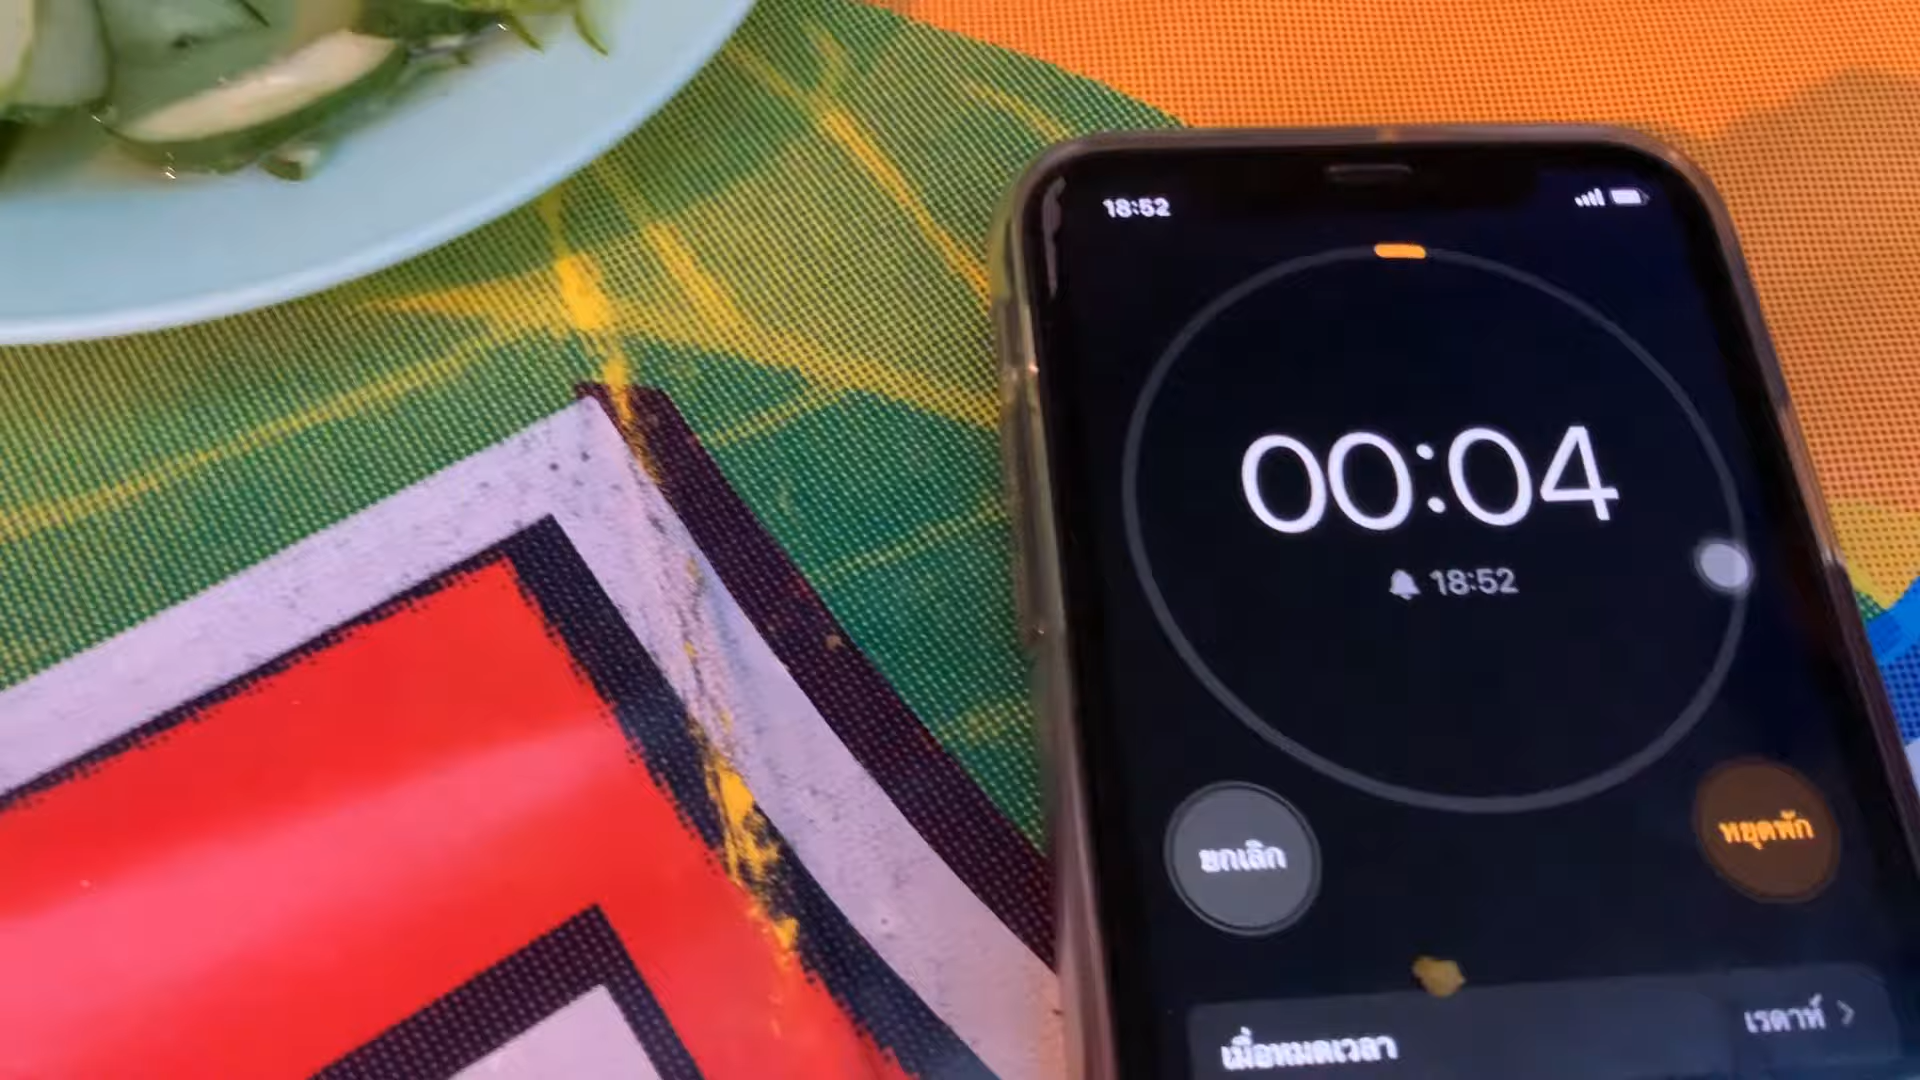 18:52
00:04
18:52
ยกเลิก
หยุดพัก
เมื่อหมดเวลา
เรดาห์